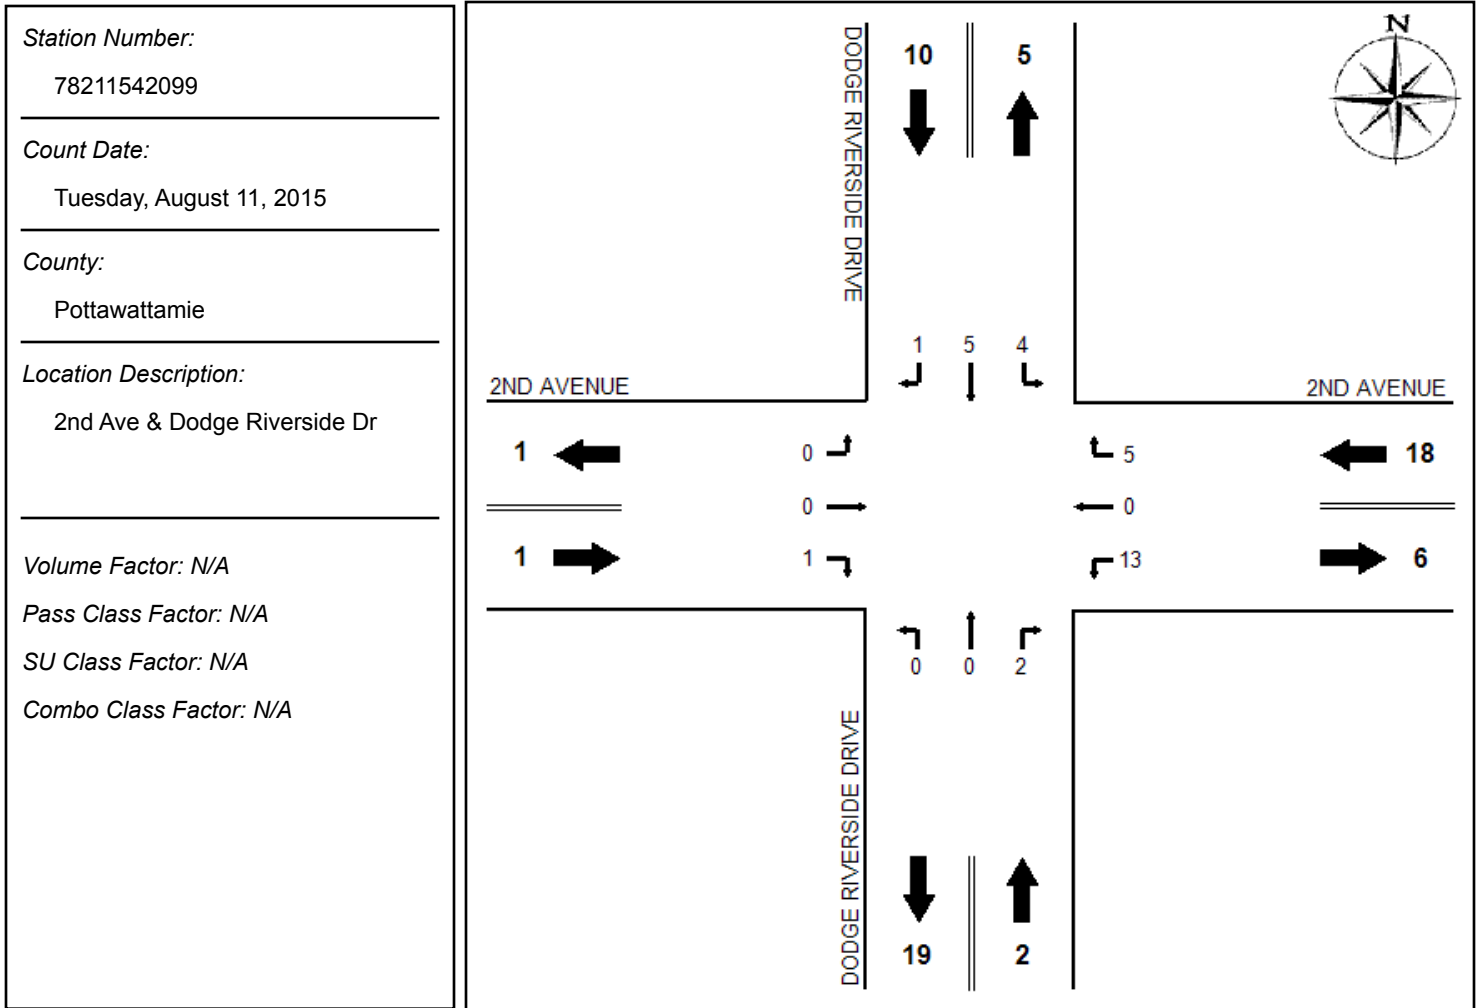 Station Number:
78211542099
Count Date:
Tuesday, August 11, 2015
County:
Pottawattamie
Location Description:
2nd Ave & Dodge Riverside Dr
Volume Factor: N/A
Pass Class Factor: N/A
SU Class Factor: N/A
Combo Class Factor: N/A
N
DODGE RIVERSIDE DRIVE
10 5
1 5 4
2ND AVENUE
2ND AVENUE
1 0 5 18
0 0
1 1 13 6
0 0 2
DODGE RIVERSIDE DRIVE
19 2